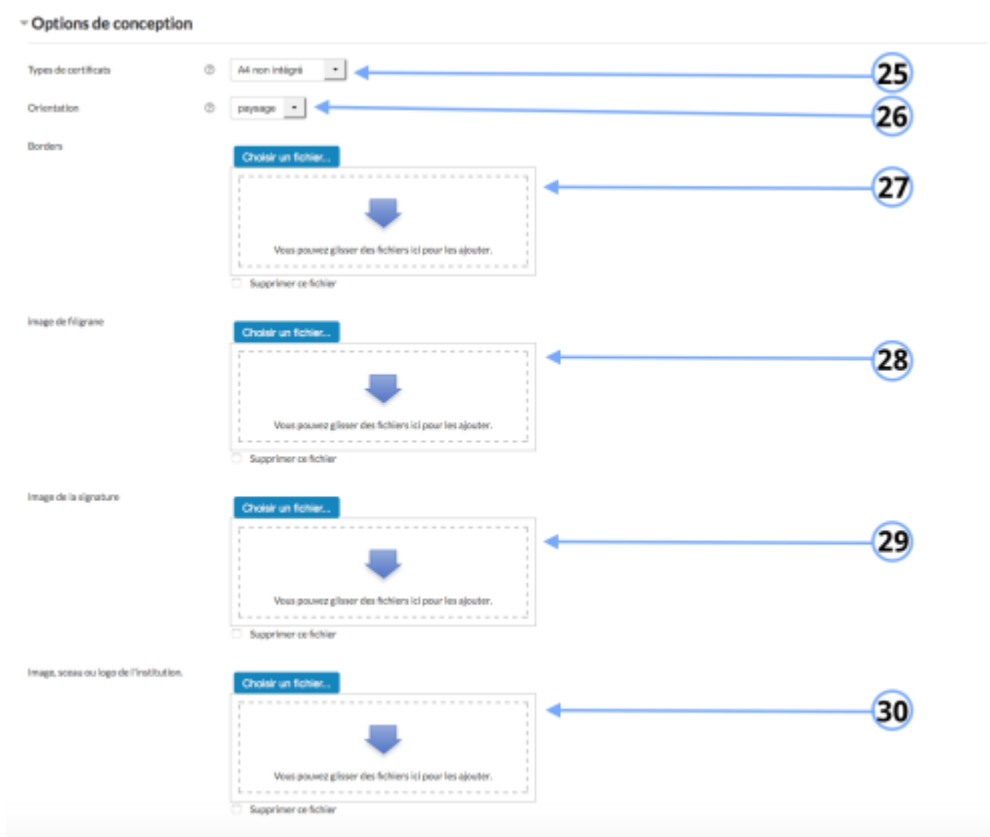 Options de conception
Types de certificats A4 non intégré 25
Orientation paysage 26
Borders
Choisir un fichier...
27
Vous pouvez glisser des fichiers ici pour les ajouter.
Supprimer ce fichier
Image de filigrane
Choisir un fichier...
28
Vous pouvez glisser des fichiers ici pour les ajouter.
Supprimer ce fichier
Image de la signature
Choisir un fichier...
29
Vous pouvez glisser des fichiers ici pour les ajouter.
Supprimer ce fichier
Image, sceau ou logo de l'institution.
Choisir un fichier...
30
Vous pouvez glisser des fichiers ici pour les ajouter.
Supprimer ce fichier